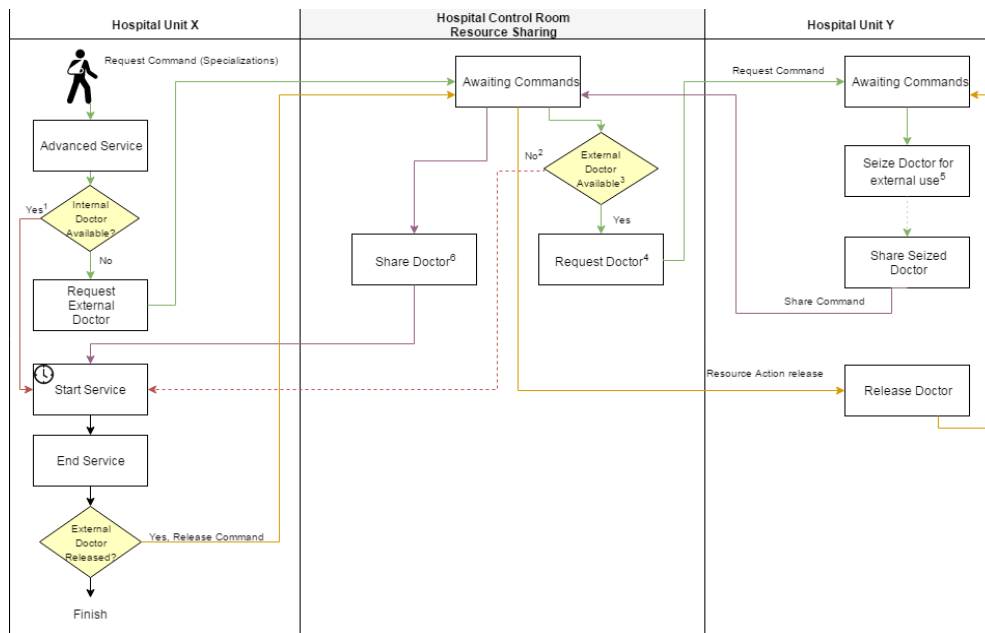 Hospital Unit X
Hospital Control Room
Resource Sharing
Hospital Unit Y
Request Command (Specializations)
Advanced Service
Yes¹
Internal
Doctor
Available?
No
Request
External
Doctor
Start Service
End Service
External
Doctor
Released?
Yes, Release Command
Finish
Awaiting Commands
No²
External
Doctor
Available³
Yes
Share Doctor⁶
Request Doctor⁴
Request Command
Awaiting Commands
Seize Doctor for
external use⁵
Share Seized
Doctor
Share Command
Resource Action release
Release Doctor